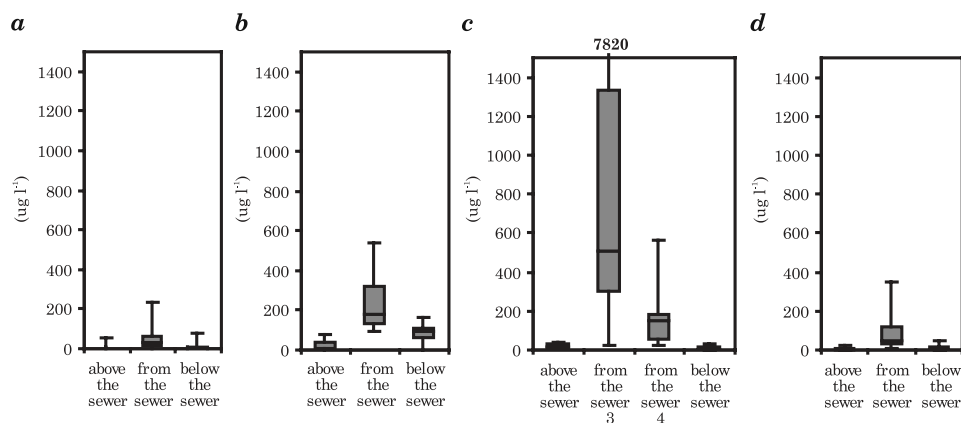 a
b
c
d
7820
(ug l⁻¹)
1400
1200
1000
800
600
400
200
0
above the sewer
from the sewer
below the sewer
(ug l⁻¹)
1400
1200
1000
800
600
400
200
0
above the sewer
from the sewer
below the sewer
(ug l⁻¹)
1400
1200
1000
800
600
400
200
0
above the sewer
from the sewer 3
from the sewer 4
below the sewer
(ug l⁻¹)
1400
1200
1000
800
600
400
200
0
above the sewer
from the sewer
below the sewer